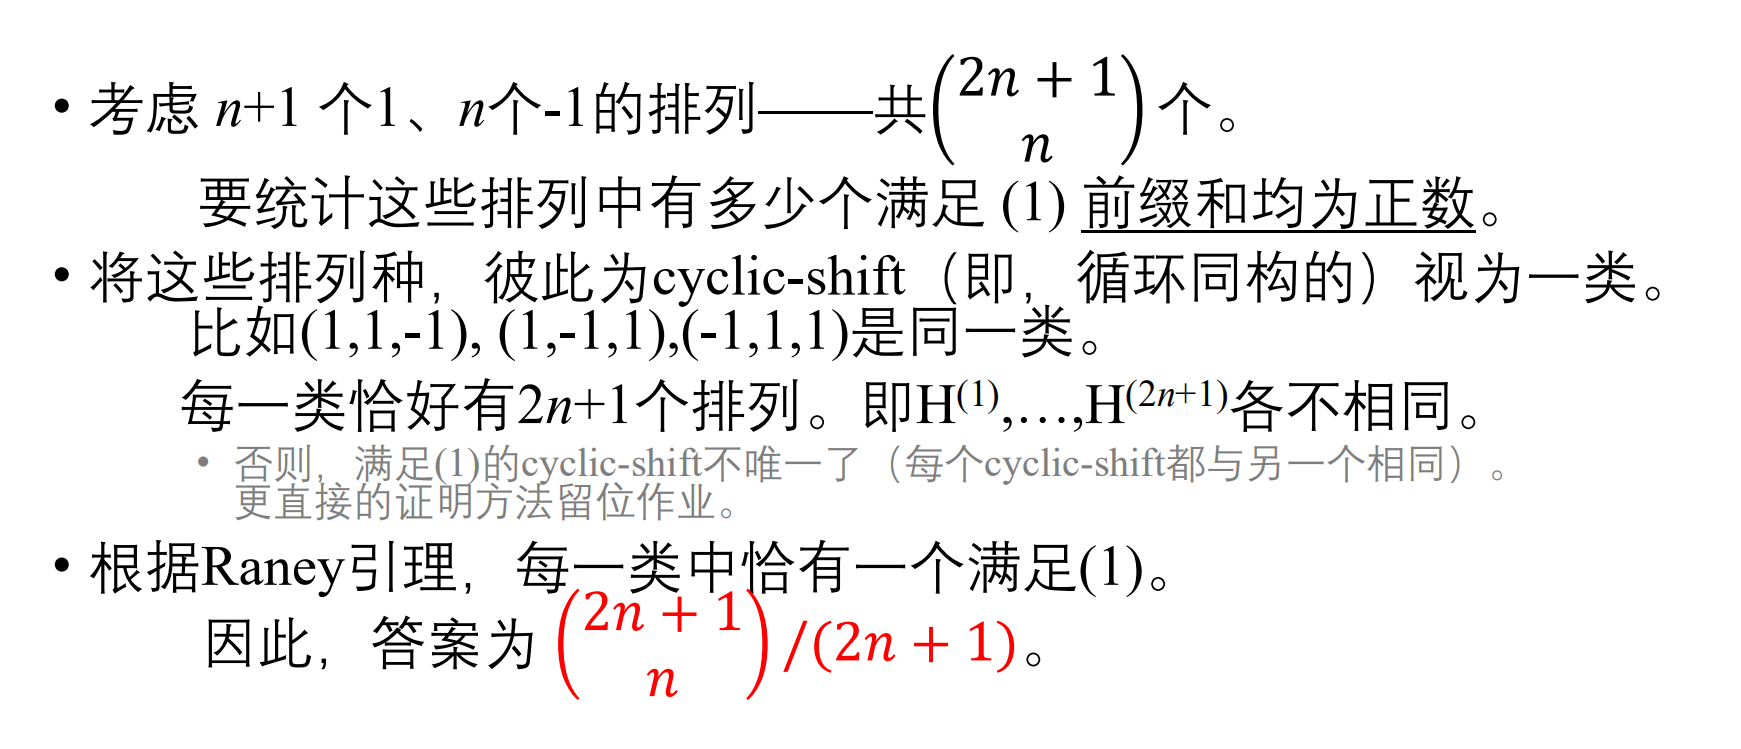 • 考虑 n+1 个1、n个-1的排列——共\binom{2n+1}{n}个。
要统计这些排列中有多少个满足 (1) 前缀和均为正数。
• 将这些排列种，彼此为cyclic-shift（即，循环同构的）视为一类。
比如(1,1,-1), (1,-1,1),(-1,1,1)是同一类。
每一类恰好有2n+1个排列。即H^{(1)},…,H^{(2n+1)}各不相同。
• 否则，满足(1)的cyclic-shift不唯一了（每个cyclic-shift都与另一个相同）。
更直接的证明方法留位作业。
• 根据Raney引理，每一类中恰有一个满足(1)。
因此，答案为 \binom{2n+1}{n}/(2n+1)。